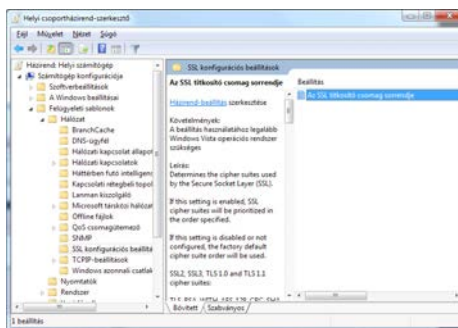 Helyi csoportházirend-szerkesztő
Fájl Művelet Nézet Súgó
Házirend: Helyi számítógép
Számítógép konfigurációja
Szoftverbeállítások
A Windows beállításai
Felügyeleti sablonok
Hálózat
BranchCache
DNS-ügyfél
Hálózati kapcsolat állapot
Hálózati kapcsolatok
Háttérben futó intelligens
Kapcsolati rétegbeli topol
Lanman kiszolgáló
Microsoft társközi hálózat
Offline fájlok
QoS csomagütemező
SNMP
SSL konfigurációs beállítá
TCPIP-beállítások
Windows azonnali csatlak
Nyomtatók
Rendszer
SSL konfigurációs beállítások
Az SSL titkosító csomag sorrendje
Házirend-beállítás szerkesztése
Követelmények:
A beállítás használatához legalább
Windows Vista operációs rendszer
szükséges
Leírás:
Determines the cipher suites used
by the Secure Socket Layer (SSL).
If this setting is enabled, SSL
cipher suites will be prioritized in
the order specified.
If this setting is disabled or not
configured, the factory default
cipher suite order will be used.
SSL2, SSL3, TLS 1.0 and TLS 1.1
cipher suites:
Beállítás
Az SSL titkosító csomag sorrendje
Bővített Szabványos
1 beállítás